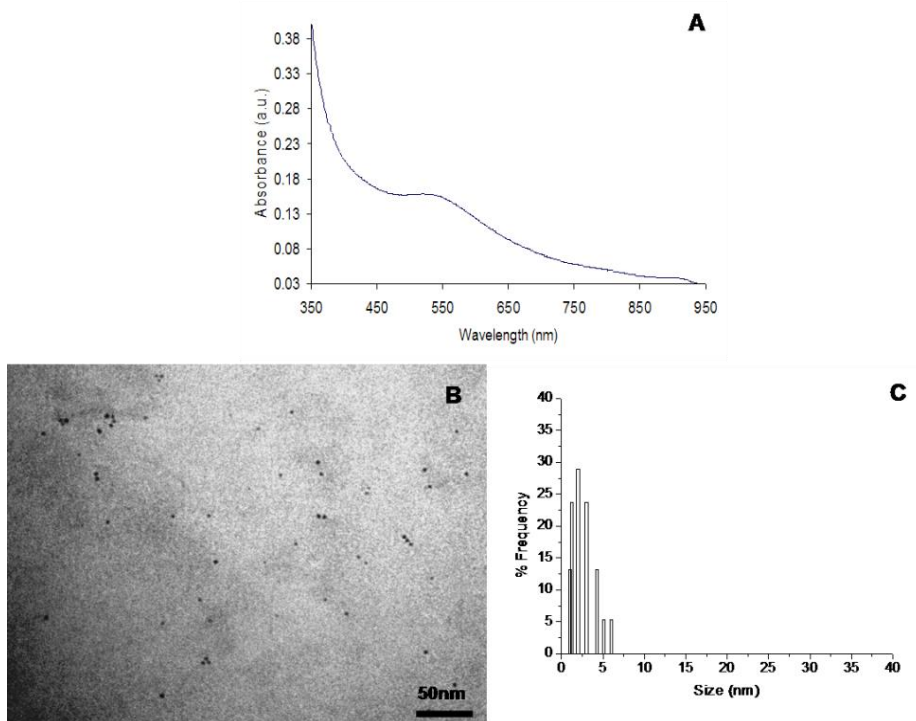 A
0.38
0.33
0.28
0.23
0.18
0.13
0.08
0.03
Absorbance (a.u.)
350 450 550 650 750 850 950
Wavelength (nm)
B
50nm
C
40
35
30
25
20
15
10
5
0
% Frequency
0 5 10 15 20 25 30 35 40
Size (nm)